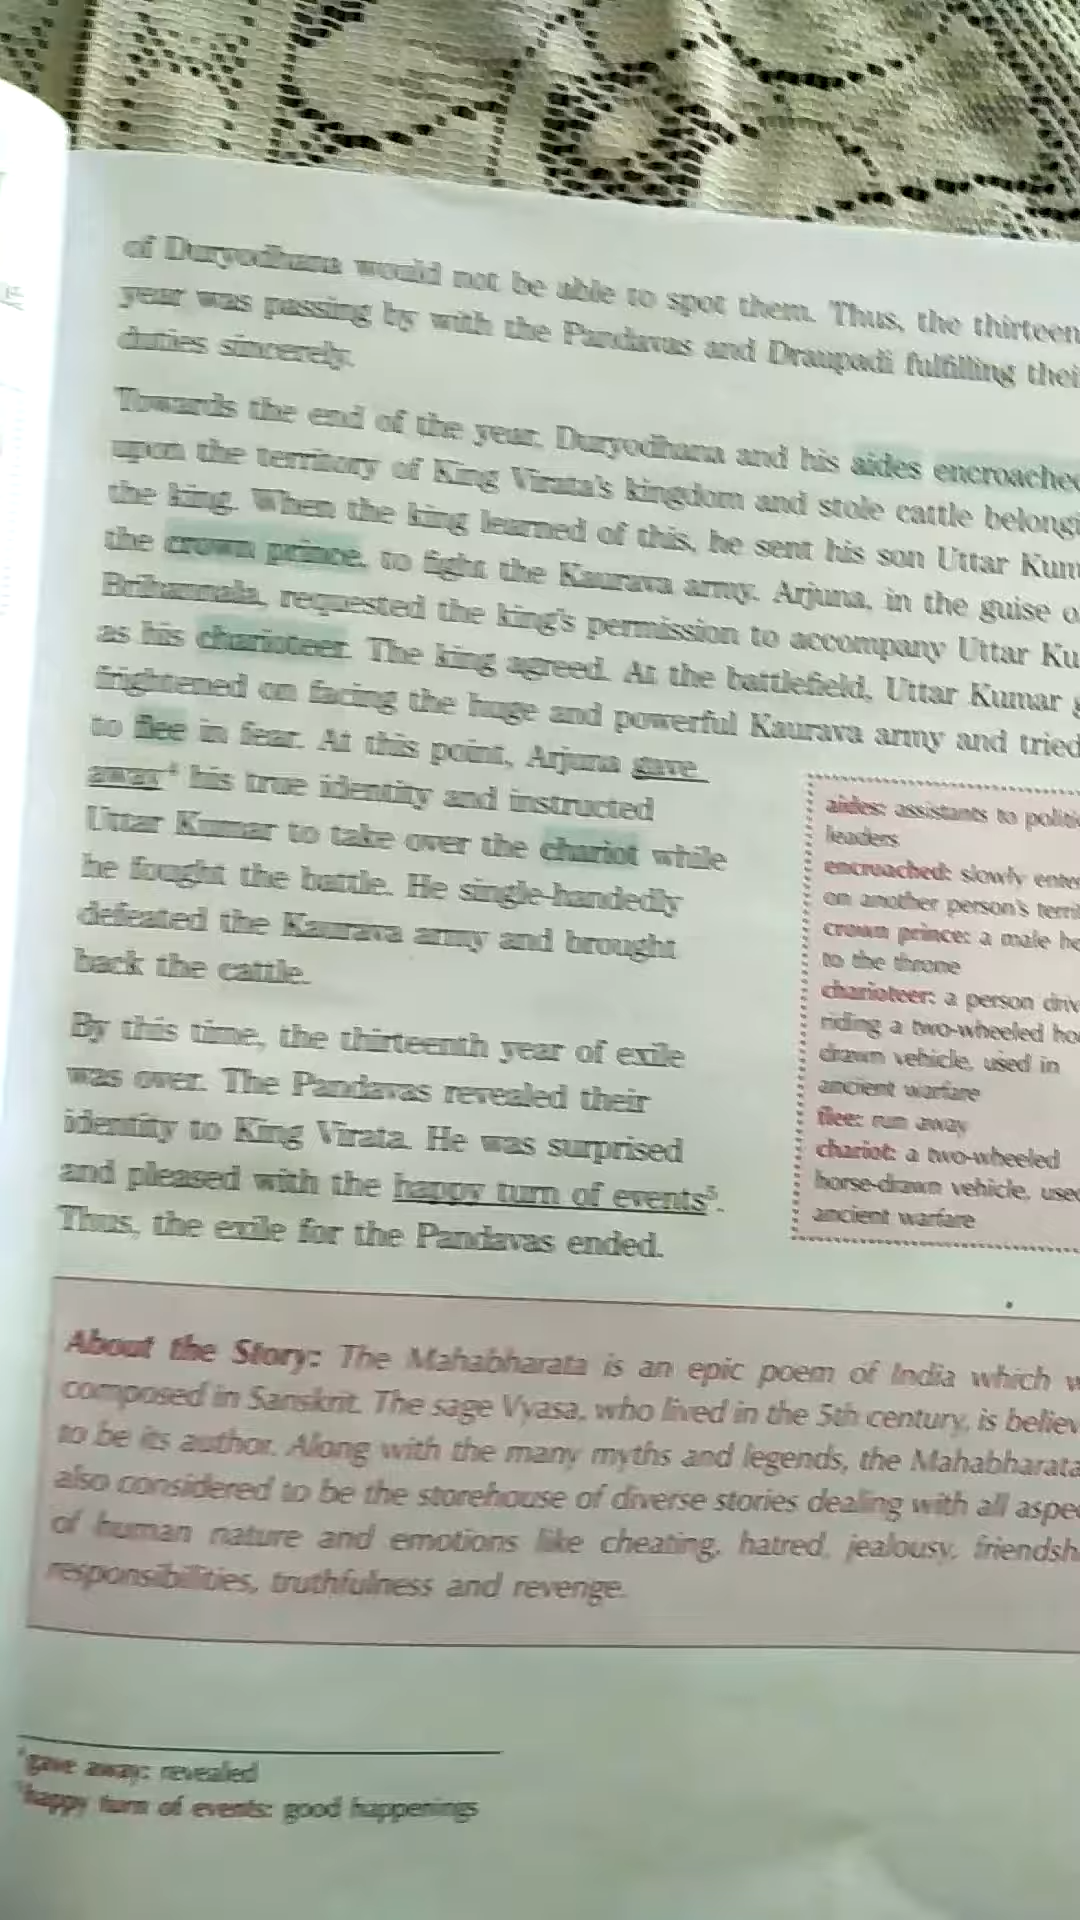 of Duryodhana would not be able to spot them. Thus, the thirteen
year was passing by with the Pandavas and Draupadi fulfilling thei
duties sincerely.
Towards the end of the year, Duryodhana and his aides encroached
upon the territory of King Virata's kingdom and stole cattle belongi
the king. When the king learned of this, he sent his son Uttar Kum
the crown prince, to fight the Kaurava army. Arjuna, in the guise o
Brihannala, requested the king's permission to accompany Uttar Ku
as his charioteer. The king agreed. At the battlefield, Uttar Kumar g
frightened on facing the huge and powerful Kaurava army and tried
to flee in fear. At this point, Arjuna gave
away⁴ his true identity and instructed
Uttar Kumar to take over the chariot while
he fought the battle. He single-handedly
defeated the Kaurava army and brought
back the cattle.
By this time, the thirteenth year of exile
was over. The Pandavas revealed their
identity to King Virata. He was surprised
and pleased with the happy turn of events⁵.
Thus, the exile for the Pandavas ended.
aides: assistants to politi
leaders
encroached: slowly ente
on another person's terri
crown prince: a male he
to the throne
charioteer: a person driv
riding a two-wheeled ho
drawn vehicle, used in
ancient warfare
flee: run away
chariot: a two-wheeled
horse-drawn vehicle, use
ancient warfare
About the Story: The Mahabharata is an epic poem of India which w
composed in Sanskrit. The sage Vyasa, who lived in the 5th century, is believ
to be its author. Along with the many myths and legends, the Mahabharata
also considered to be the storehouse of diverse stories dealing with all aspe
of human nature and emotions like cheating, hatred, jealousy, friendsh
responsibilities, truthfulness and revenge.
⁴gave away: revealed
⁵happy turn of events: good happenings